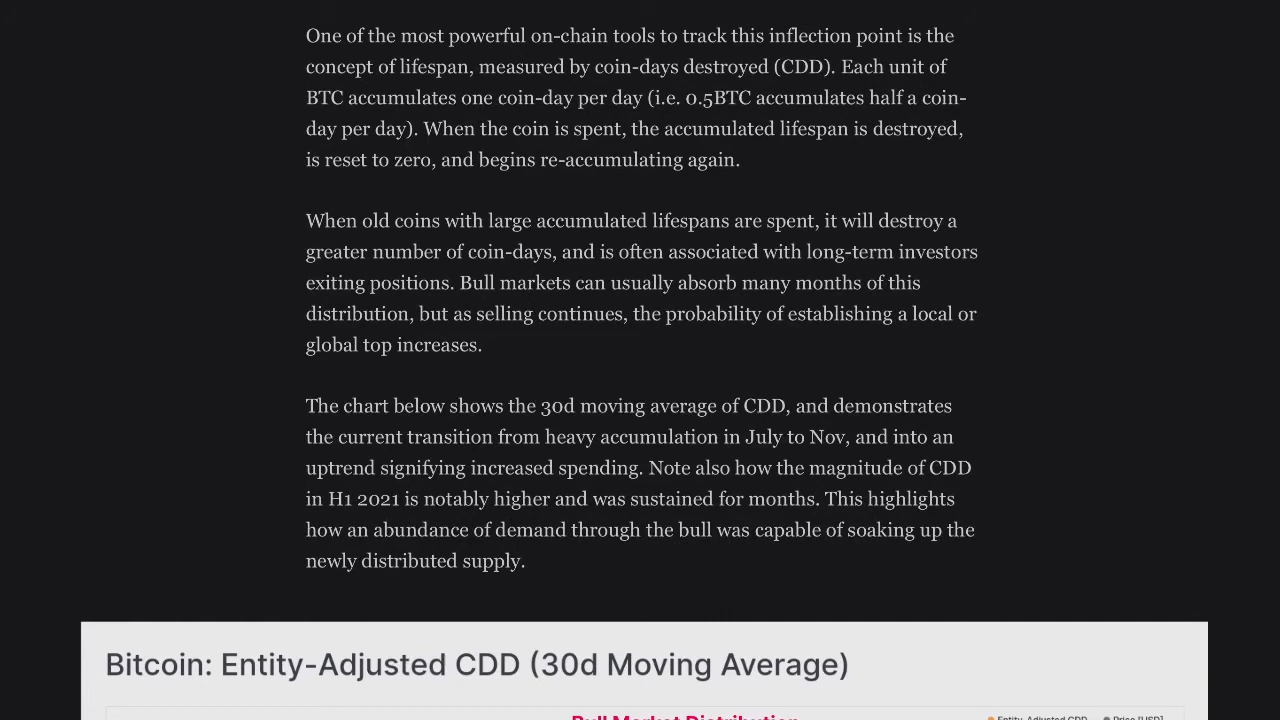 One of the most powerful on-chain tools to track this inflection point is the
concept of lifespan, measured by coin-days destroyed (CDD). Each unit of
BTC accumulates one coin-day per day (i.e. 0.5BTC accumulates half a coin-
day per day). When the coin is spent, the accumulated lifespan is destroyed,
is reset to zero, and begins re-accumulating again.
When old coins with large accumulated lifespans are spent, it will destroy a
greater number of coin-days, and is often associated with long-term investors
exiting positions. Bull markets can usually absorb many months of this
distribution, but as selling continues, the probability of establishing a local or
global top increases.
The chart below shows the 30d moving average of CDD, and demonstrates
the current transition from heavy accumulation in July to Nov, and into an
uptrend signifying increased spending. Note also how the magnitude of CDD
in H1 2021 is notably higher and was sustained for months. This highlights
how an abundance of demand through the bull was capable of soaking up the
newly distributed supply.
Bitcoin: Entity-Adjusted CDD (30d Moving Average)
Bull Market Distribution
Entity-Adjusted CDD Price [USD]